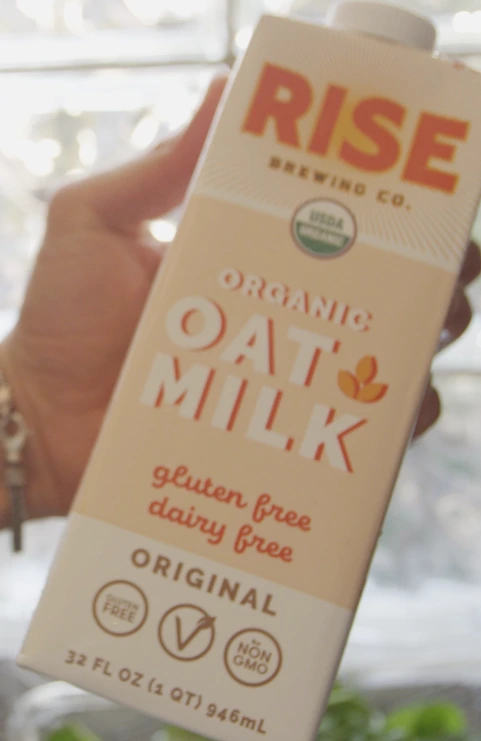 RISE
BREWING CO.
USDA
ORGANIC
ORGANIC
OAT
MILK
gluten free
dairy free
ORIGINAL
GLUTEN
FREE
V
NON
GMO
32 FL OZ (1 QT) 946mL